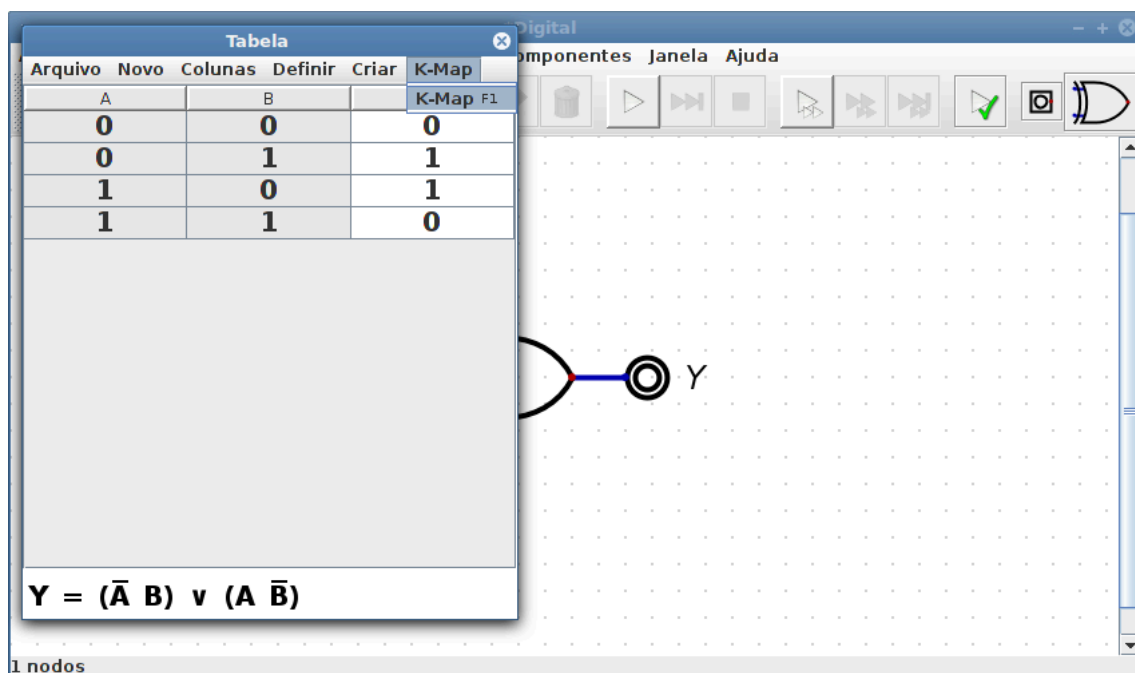 Digital
Tabela
omponentes Janela Ajuda
Arquivo Novo Colunas Definir Criar K-Map
A B
K-Map F1
0 0 0
0 1 1
1 0 1
1 1 0
Y
Y = (A̅ B) ∨ (A B̅)
1 nodos